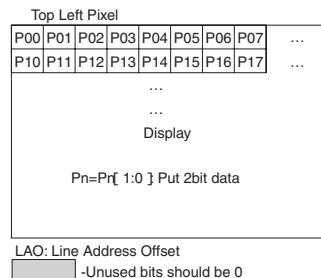 Top Left Pixel
P00 P01 P02 P03 P04 P05 P06 P07 …
P10 P11 P12 P13 P14 P15 P16 P17 …
…
…
Display
Pn=Pn[ 1:0 ] Put 2bit data
LAO: Line Address Offset
-Unused bits should be 0